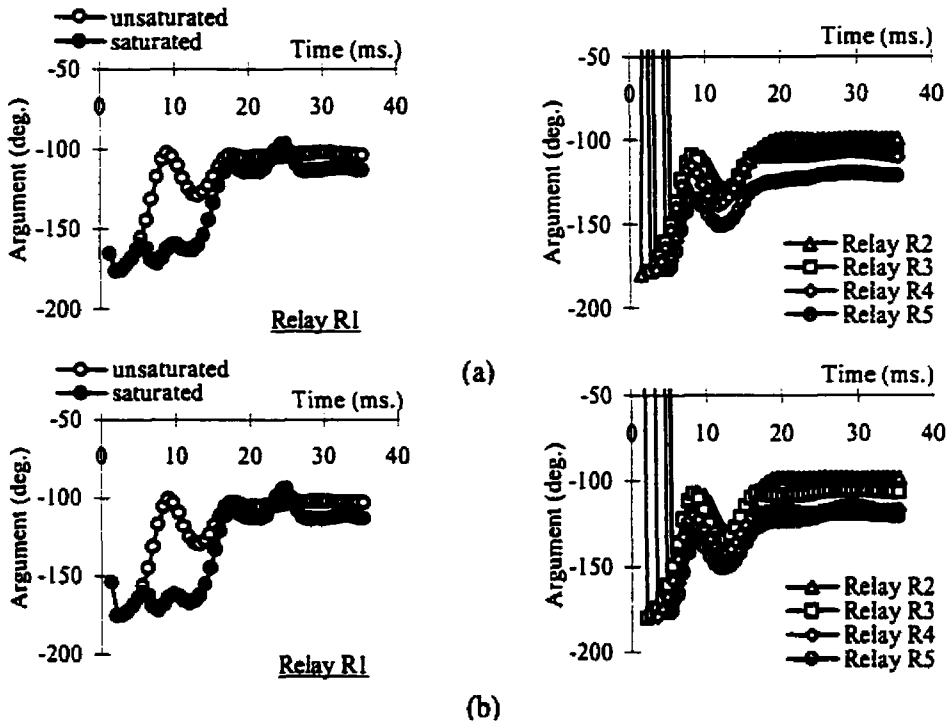 unsaturated
saturated
Time (ms.)
-50
0 10 20 30 40
-100
-150
-200
Argument (deg.)
Relay R1
Time (ms.)
-50
0 10 20 30 40
-100
-150
-200
Argument (deg.)
Relay R2
Relay R3
Relay R4
Relay R5
(a)
unsaturated
saturated
Time (ms.)
-50
0 10 20 30 40
-100
-150
-200
Argument (deg.)
Relay R1
Time (ms.)
-50
0 10 20 30 40
-100
-150
-200
Argument (deg.)
Relay R2
Relay R3
Relay R4
Relay R5
(b)